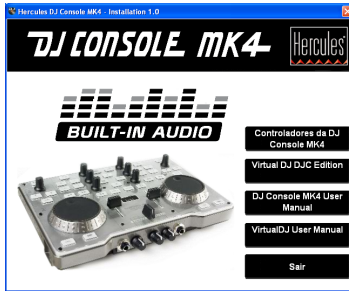 Hercules DJ Console MK4 - Installation 1.0
DJ CONSOLE MK4
Hercules
BUILT-IN AUDIO
Controladores da DJ
Console MK4
Virtual DJ DJC Edition
DJ Console MK4 User
Manual
VirtualDJ User Manual
Sair